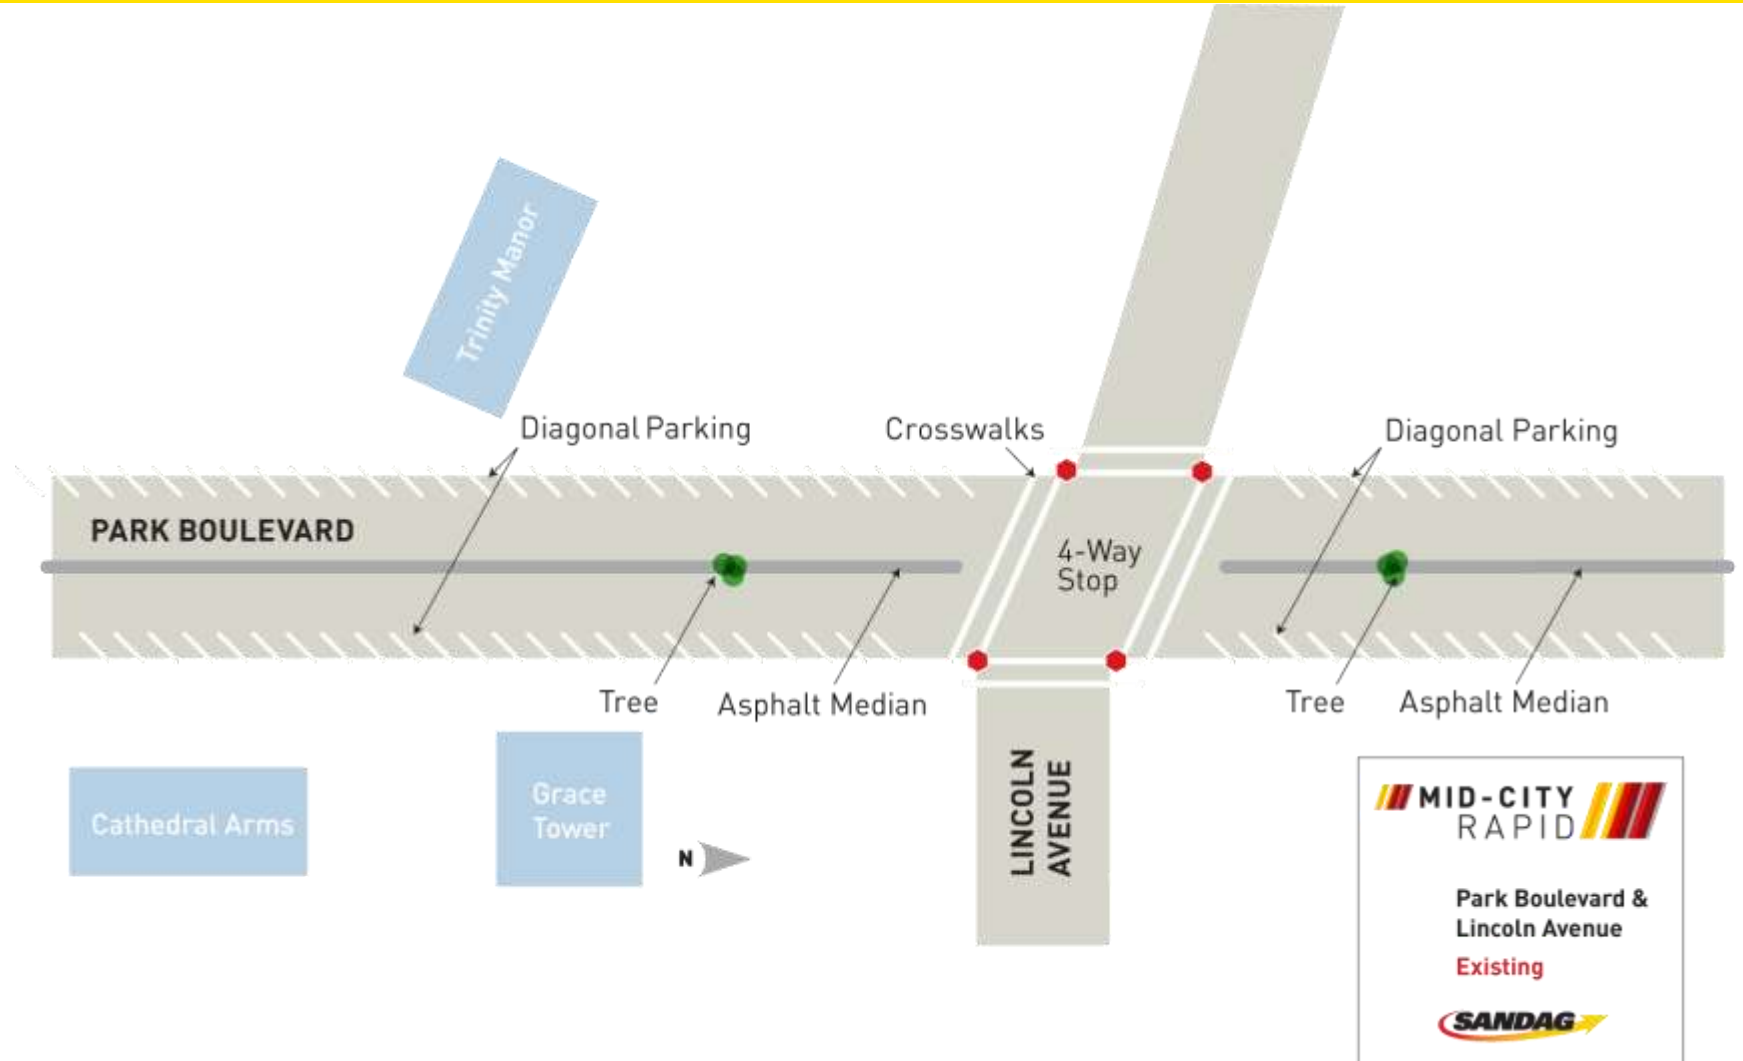 Trinity Manor
Diagonal Parking
Crosswalks
Diagonal Parking
PARK BOULEVARD
4-Way
Stop
Tree
Asphalt Median
Tree
Asphalt Median
Cathedral Arms
Grace
Tower
N
LINCOLN
AVENUE
MID-CITY
RAPID
Park Boulevard &
Lincoln Avenue
Existing
SANDAG